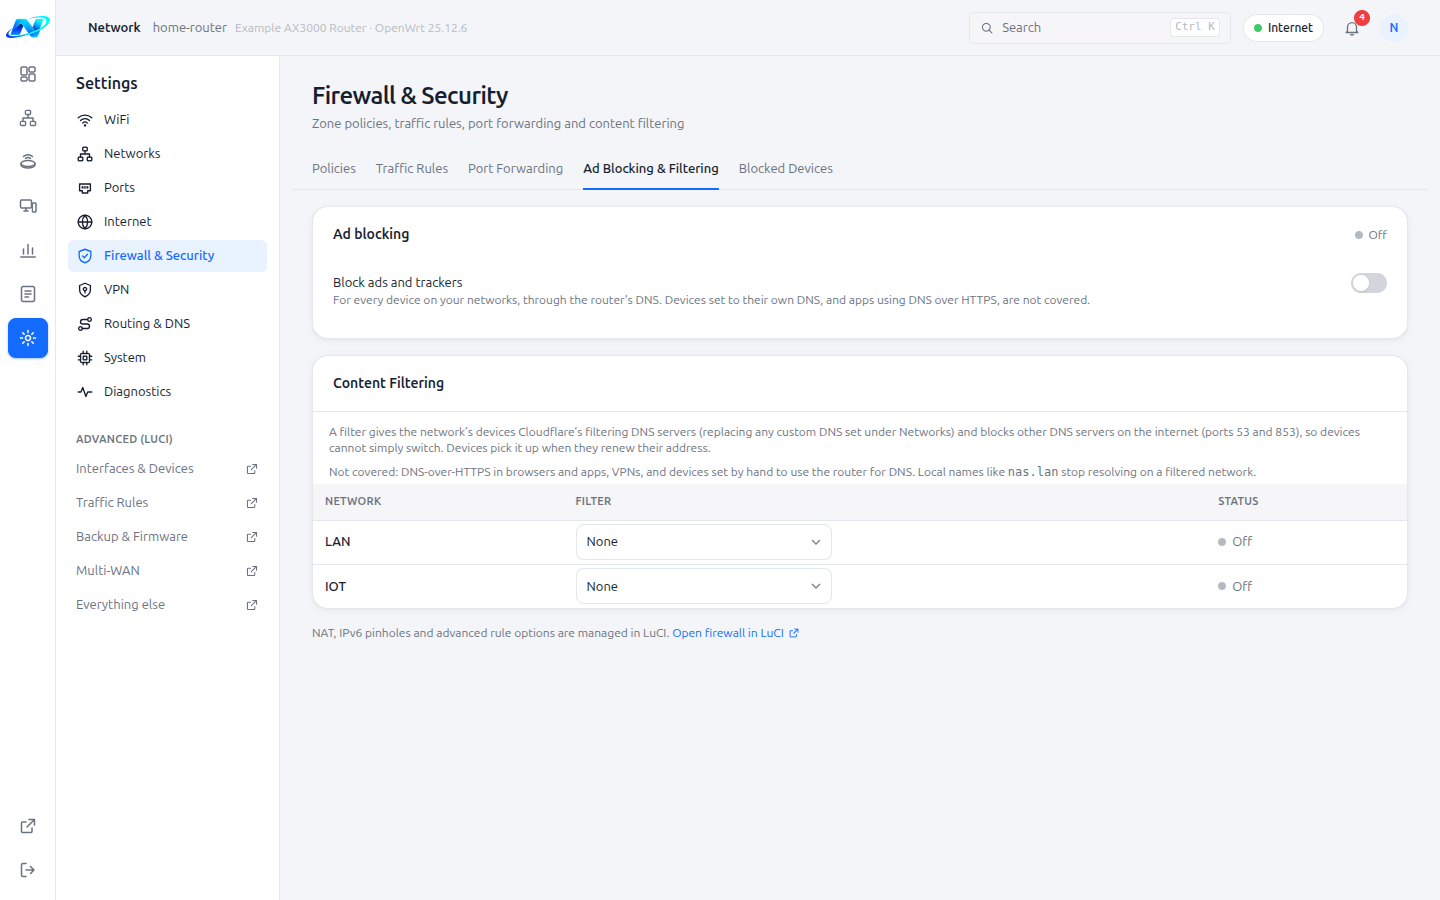 Network home-router Example AX3000 Router · OpenWrt 25.12.6
Search
Ctrl K
Internet
4
N
Settings
WiFi
Networks
Ports
Internet
Firewall & Security
VPN
Routing & DNS
System
Diagnostics
ADVANCED (LUCI)
Interfaces & Devices
Traffic Rules
Backup & Firmware
Multi-WAN
Everything else
Firewall & Security
Zone policies, traffic rules, port forwarding and content filtering
Policies Traffic Rules Port Forwarding Ad Blocking & Filtering Blocked Devices
Ad blocking
Off
Block ads and trackers
For every device on your networks, through the router's DNS. Devices set to their own DNS, and apps using DNS over HTTPS, are not covered.
Content Filtering
A filter gives the network's devices Cloudflare's filtering DNS servers (replacing any custom DNS set under Networks) and blocks other DNS servers on the internet (ports 53 and 853), so devices
cannot simply switch. Devices pick it up when they renew their address.
Not covered: DNS-over-HTTPS in browsers and apps, VPNs, and devices set by hand to use the router for DNS. Local names like nas.lan stop resolving on a filtered network.
NETWORK FILTER STATUS
LAN None Off
IOT None Off
NAT, IPv6 pinholes and advanced rule options are managed in LuCI. Open firewall in LuCI